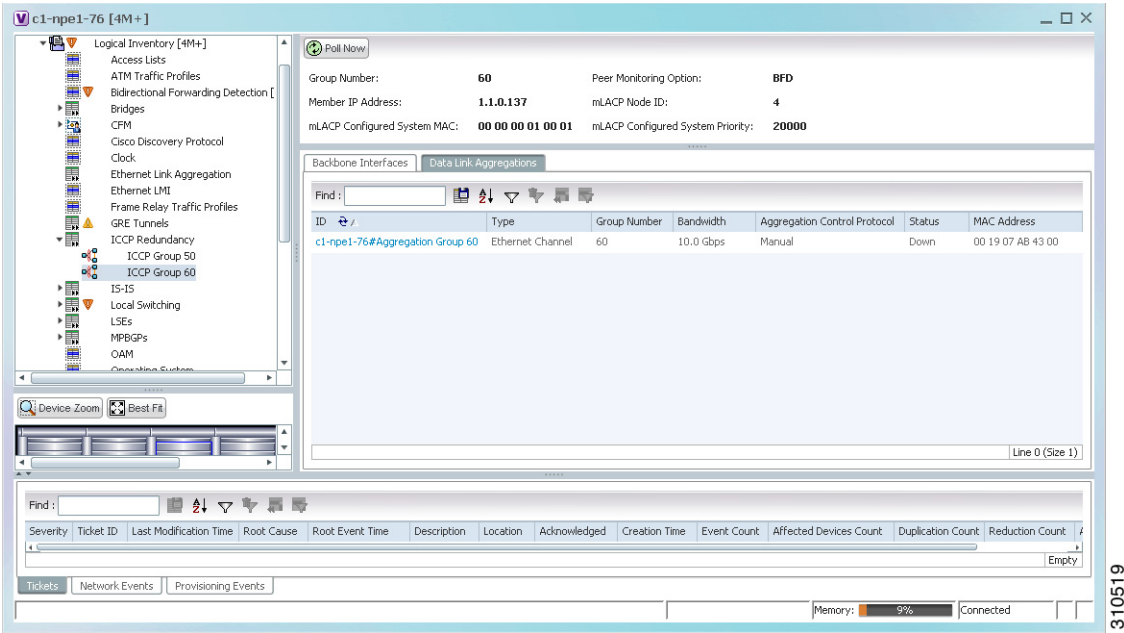 V c1-npe1-76 [4M+]
Logical Inventory [4M+]
Access Lists
ATM Traffic Profiles
Bidirectional Forwarding Detection [
Bridges
CFM
Cisco Discovery Protocol
Clock
Ethernet Link Aggregation
Ethernet LMI
Frame Relay Traffic Profiles
GRE Tunnels
ICCP Redundancy
ICCP Group 50
ICCP Group 60
IS-IS
Local Switching
LSEs
MPBGPs
OAM
Operating System
Device Zoom Best Fit
Poll Now
Group Number: 60 Peer Monitoring Option: BFD
Member IP Address: 1.1.0.137 mLACP Node ID: 4
mLACP Configured System MAC: 00 00 00 01 00 01 mLACP Configured System Priority: 20000
Backbone Interfaces Data Link Aggregations
Find :
ID Type Group Number Bandwidth Aggregation Control Protocol Status MAC Address
c1-npe1-76#Aggregation Group 60 Ethernet Channel 60 10.0 Gbps Manual Down 00 19 07 AB 43 00
Line 0 (Size 1)
Find :
Severity Ticket ID Last Modification Time Root Cause Root Event Time Description Location Acknowledged Creation Time Event Count Affected Devices Count Duplication Count Reduction Count
Empty
Tickets Network Events Provisioning Events
Memory: 9% Connected
310519